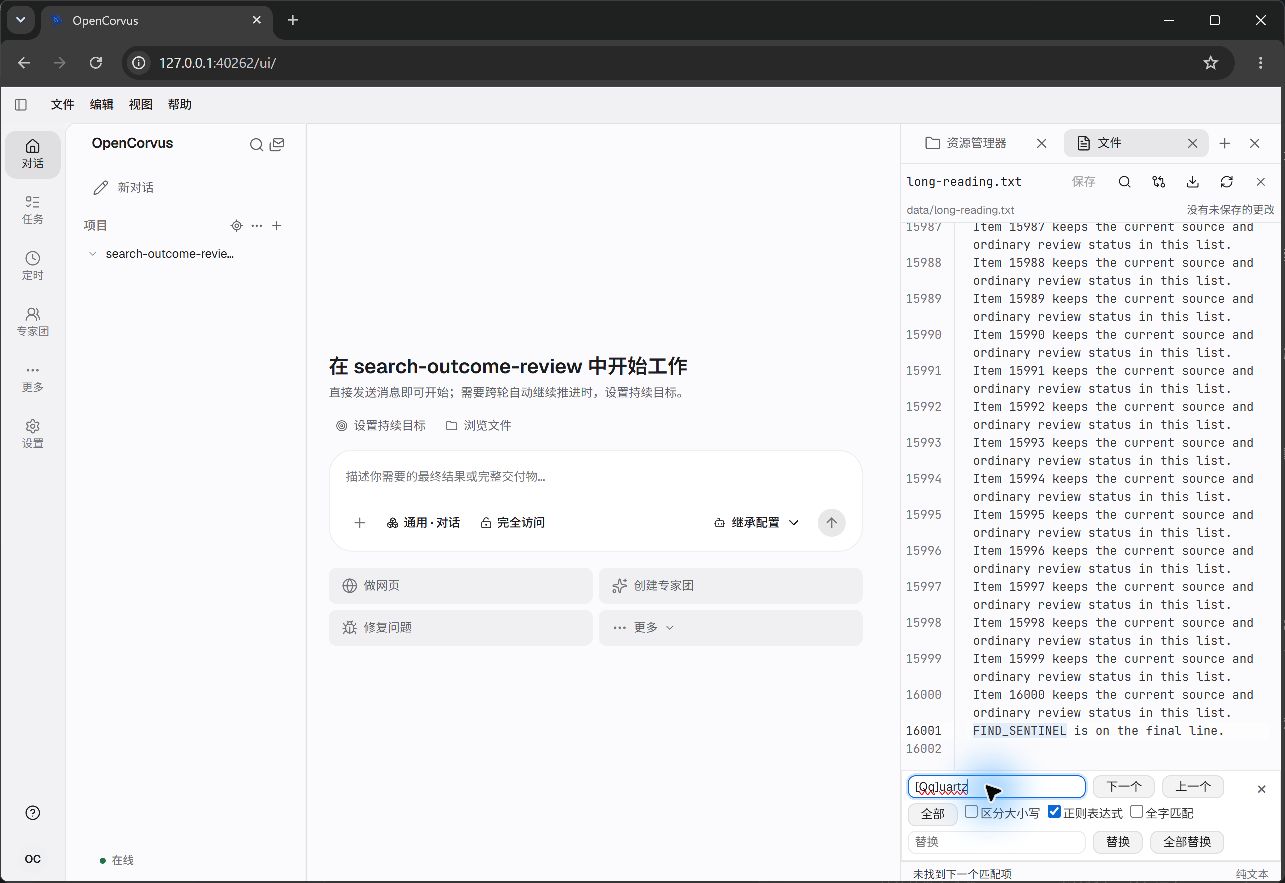 OpenCorvus
127.0.0.1:40262/ui/
文件 编辑 视图 帮助
对话
任务
定时
专家团
更多
设置
OC
OpenCorvus
新对话
项目
search-outcome-revie...
在线
在 search-outcome-review 中开始工作
直接发送消息即可开始；需要跨轮自动继续推进时，设置持续目标。
设置持续目标 浏览文件
描述你需要的最终结果或完整交付物...
通用 · 对话 完全访问 继承配置
做网页 创建专家团
修复问题 更多
资源管理器 文件
long-reading.txt 保存
data/long-reading.txt 没有未保存的更改
15987 Item 15987 keeps the current source and
ordinary review status in this list.
15988 Item 15988 keeps the current source and
ordinary review status in this list.
15989 Item 15989 keeps the current source and
ordinary review status in this list.
15990 Item 15990 keeps the current source and
ordinary review status in this list.
15991 Item 15991 keeps the current source and
ordinary review status in this list.
15992 Item 15992 keeps the current source and
ordinary review status in this list.
15993 Item 15993 keeps the current source and
ordinary review status in this list.
15994 Item 15994 keeps the current source and
ordinary review status in this list.
15995 Item 15995 keeps the current source and
ordinary review status in this list.
15996 Item 15996 keeps the current source and
ordinary review status in this list.
15997 Item 15997 keeps the current source and
ordinary review status in this list.
15998 Item 15998 keeps the current source and
ordinary review status in this list.
15999 Item 15999 keeps the current source and
ordinary review status in this list.
16000 Item 16000 keeps the current source and
ordinary review status in this list.
16001 FIND_SENTINEL is on the final line.
16002
[Qq]uartz 下一个 上一个
全部 区分大小写 正则表达式 全字匹配
替换 替换 全部替换
未找到下一个匹配项 纯文本